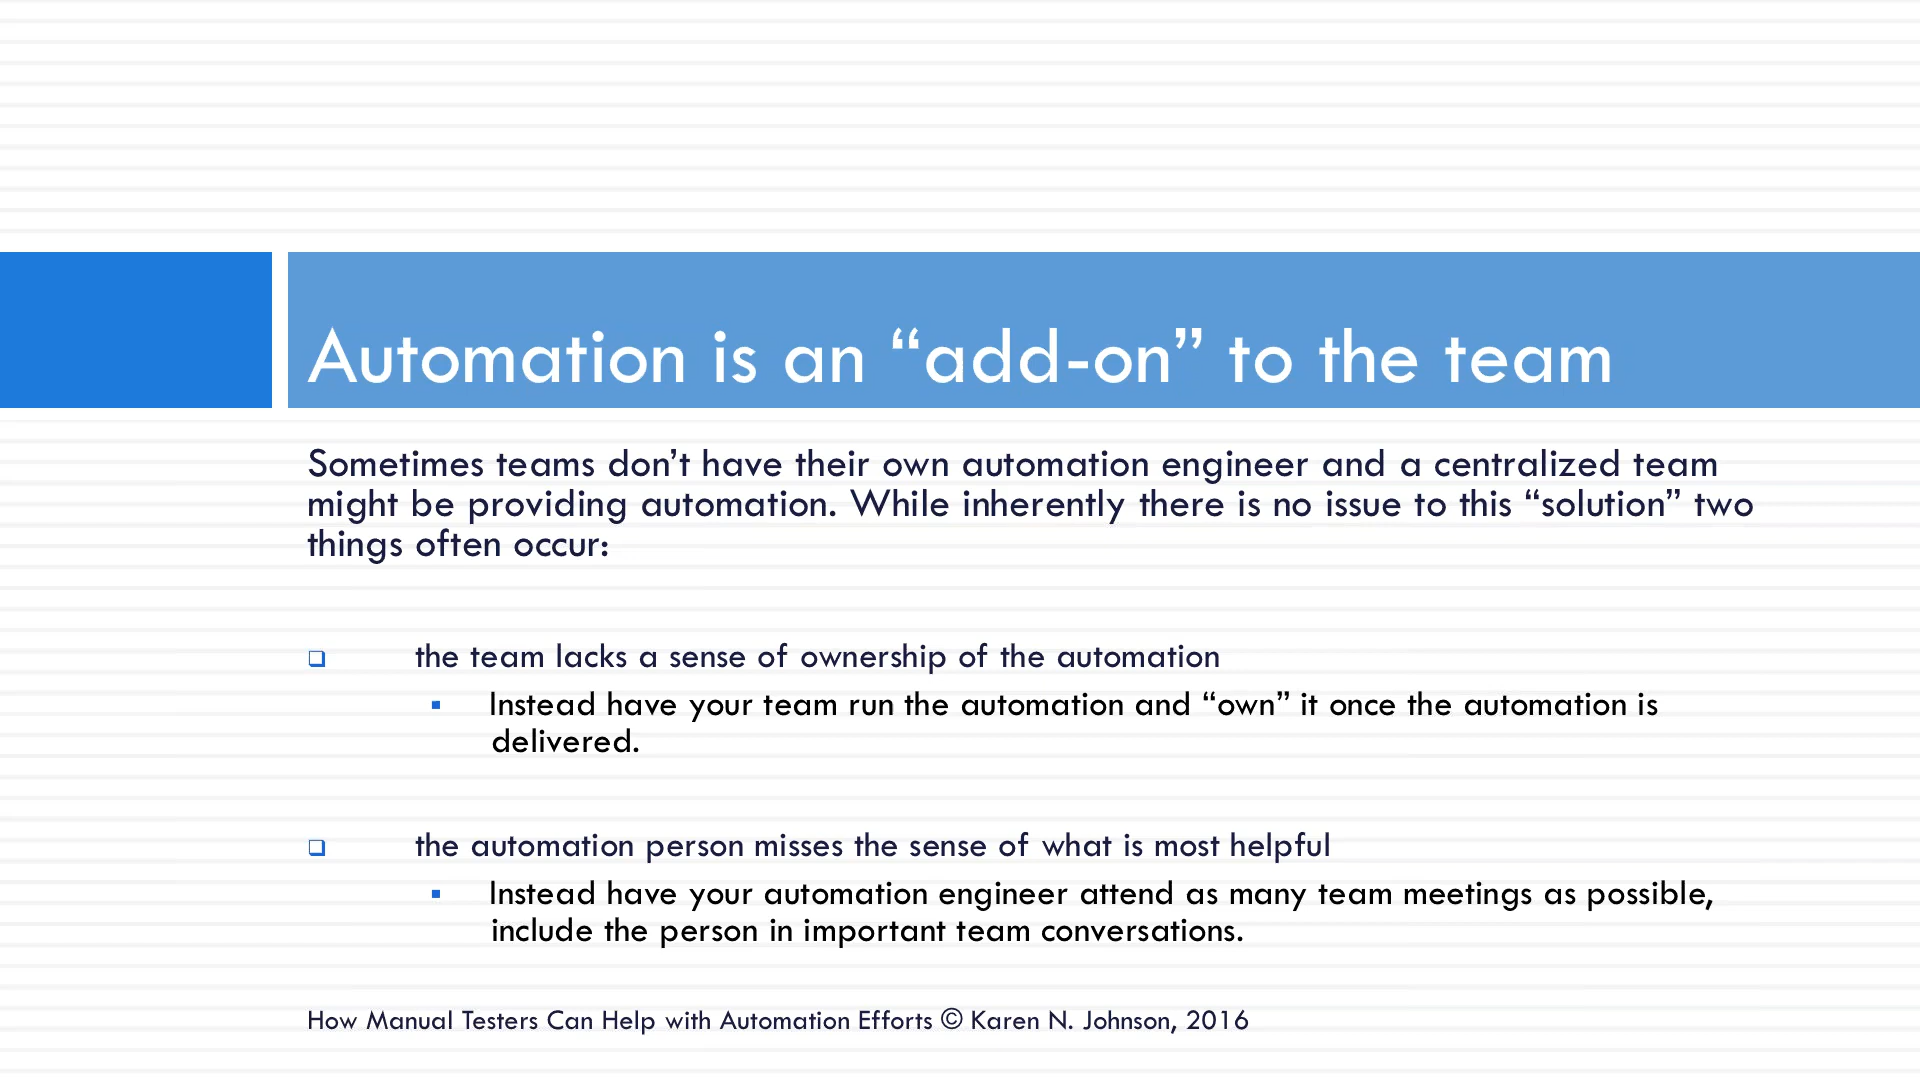 Automation is an “add-on” to the team
Sometimes teams don’t have their own automation engineer and a centralized team
might be providing automation. While inherently there is no issue to this “solution” two
things often occur:
the team lacks a sense of ownership of the automation
Instead have your team run the automation and “own” it once the automation is
delivered.
the automation person misses the sense of what is most helpful
Instead have your automation engineer attend as many team meetings as possible,
include the person in important team conversations.
How Manual Testers Can Help with Automation Efforts © Karen N. Johnson, 2016